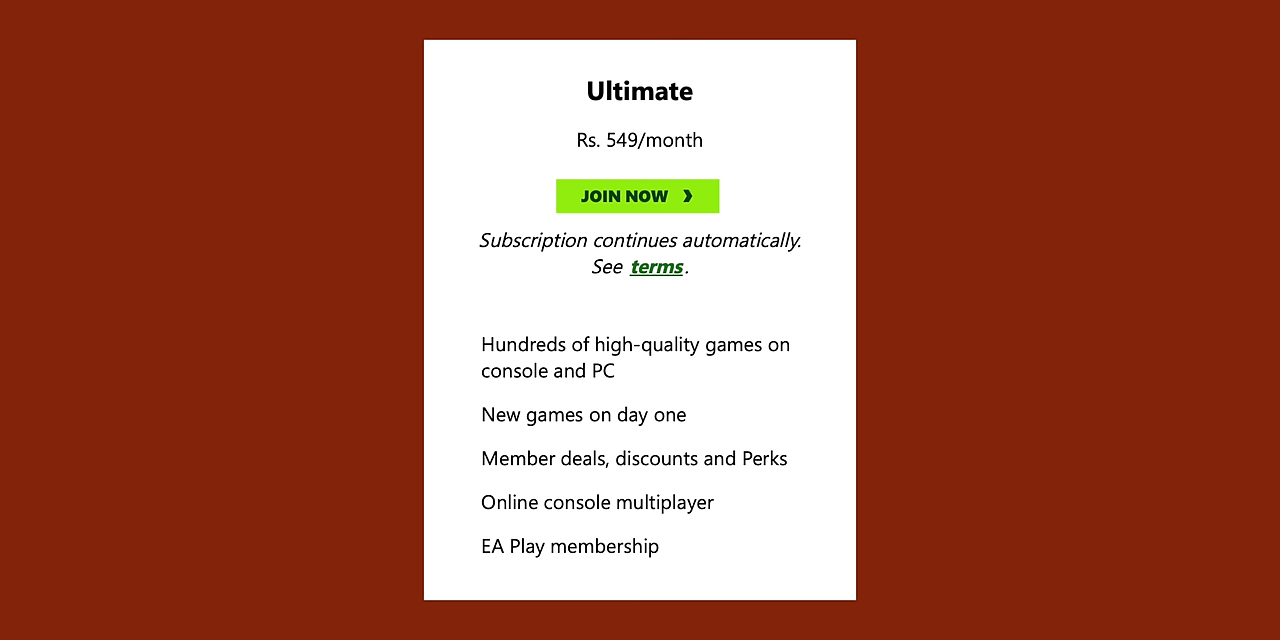 Ultimate
Rs. 549/month
JOIN NOW ❯
Subscription continues automatically.
See terms.
Hundreds of high-quality games on
console and PC
New games on day one
Member deals, discounts and Perks
Online console multiplayer
EA Play membership